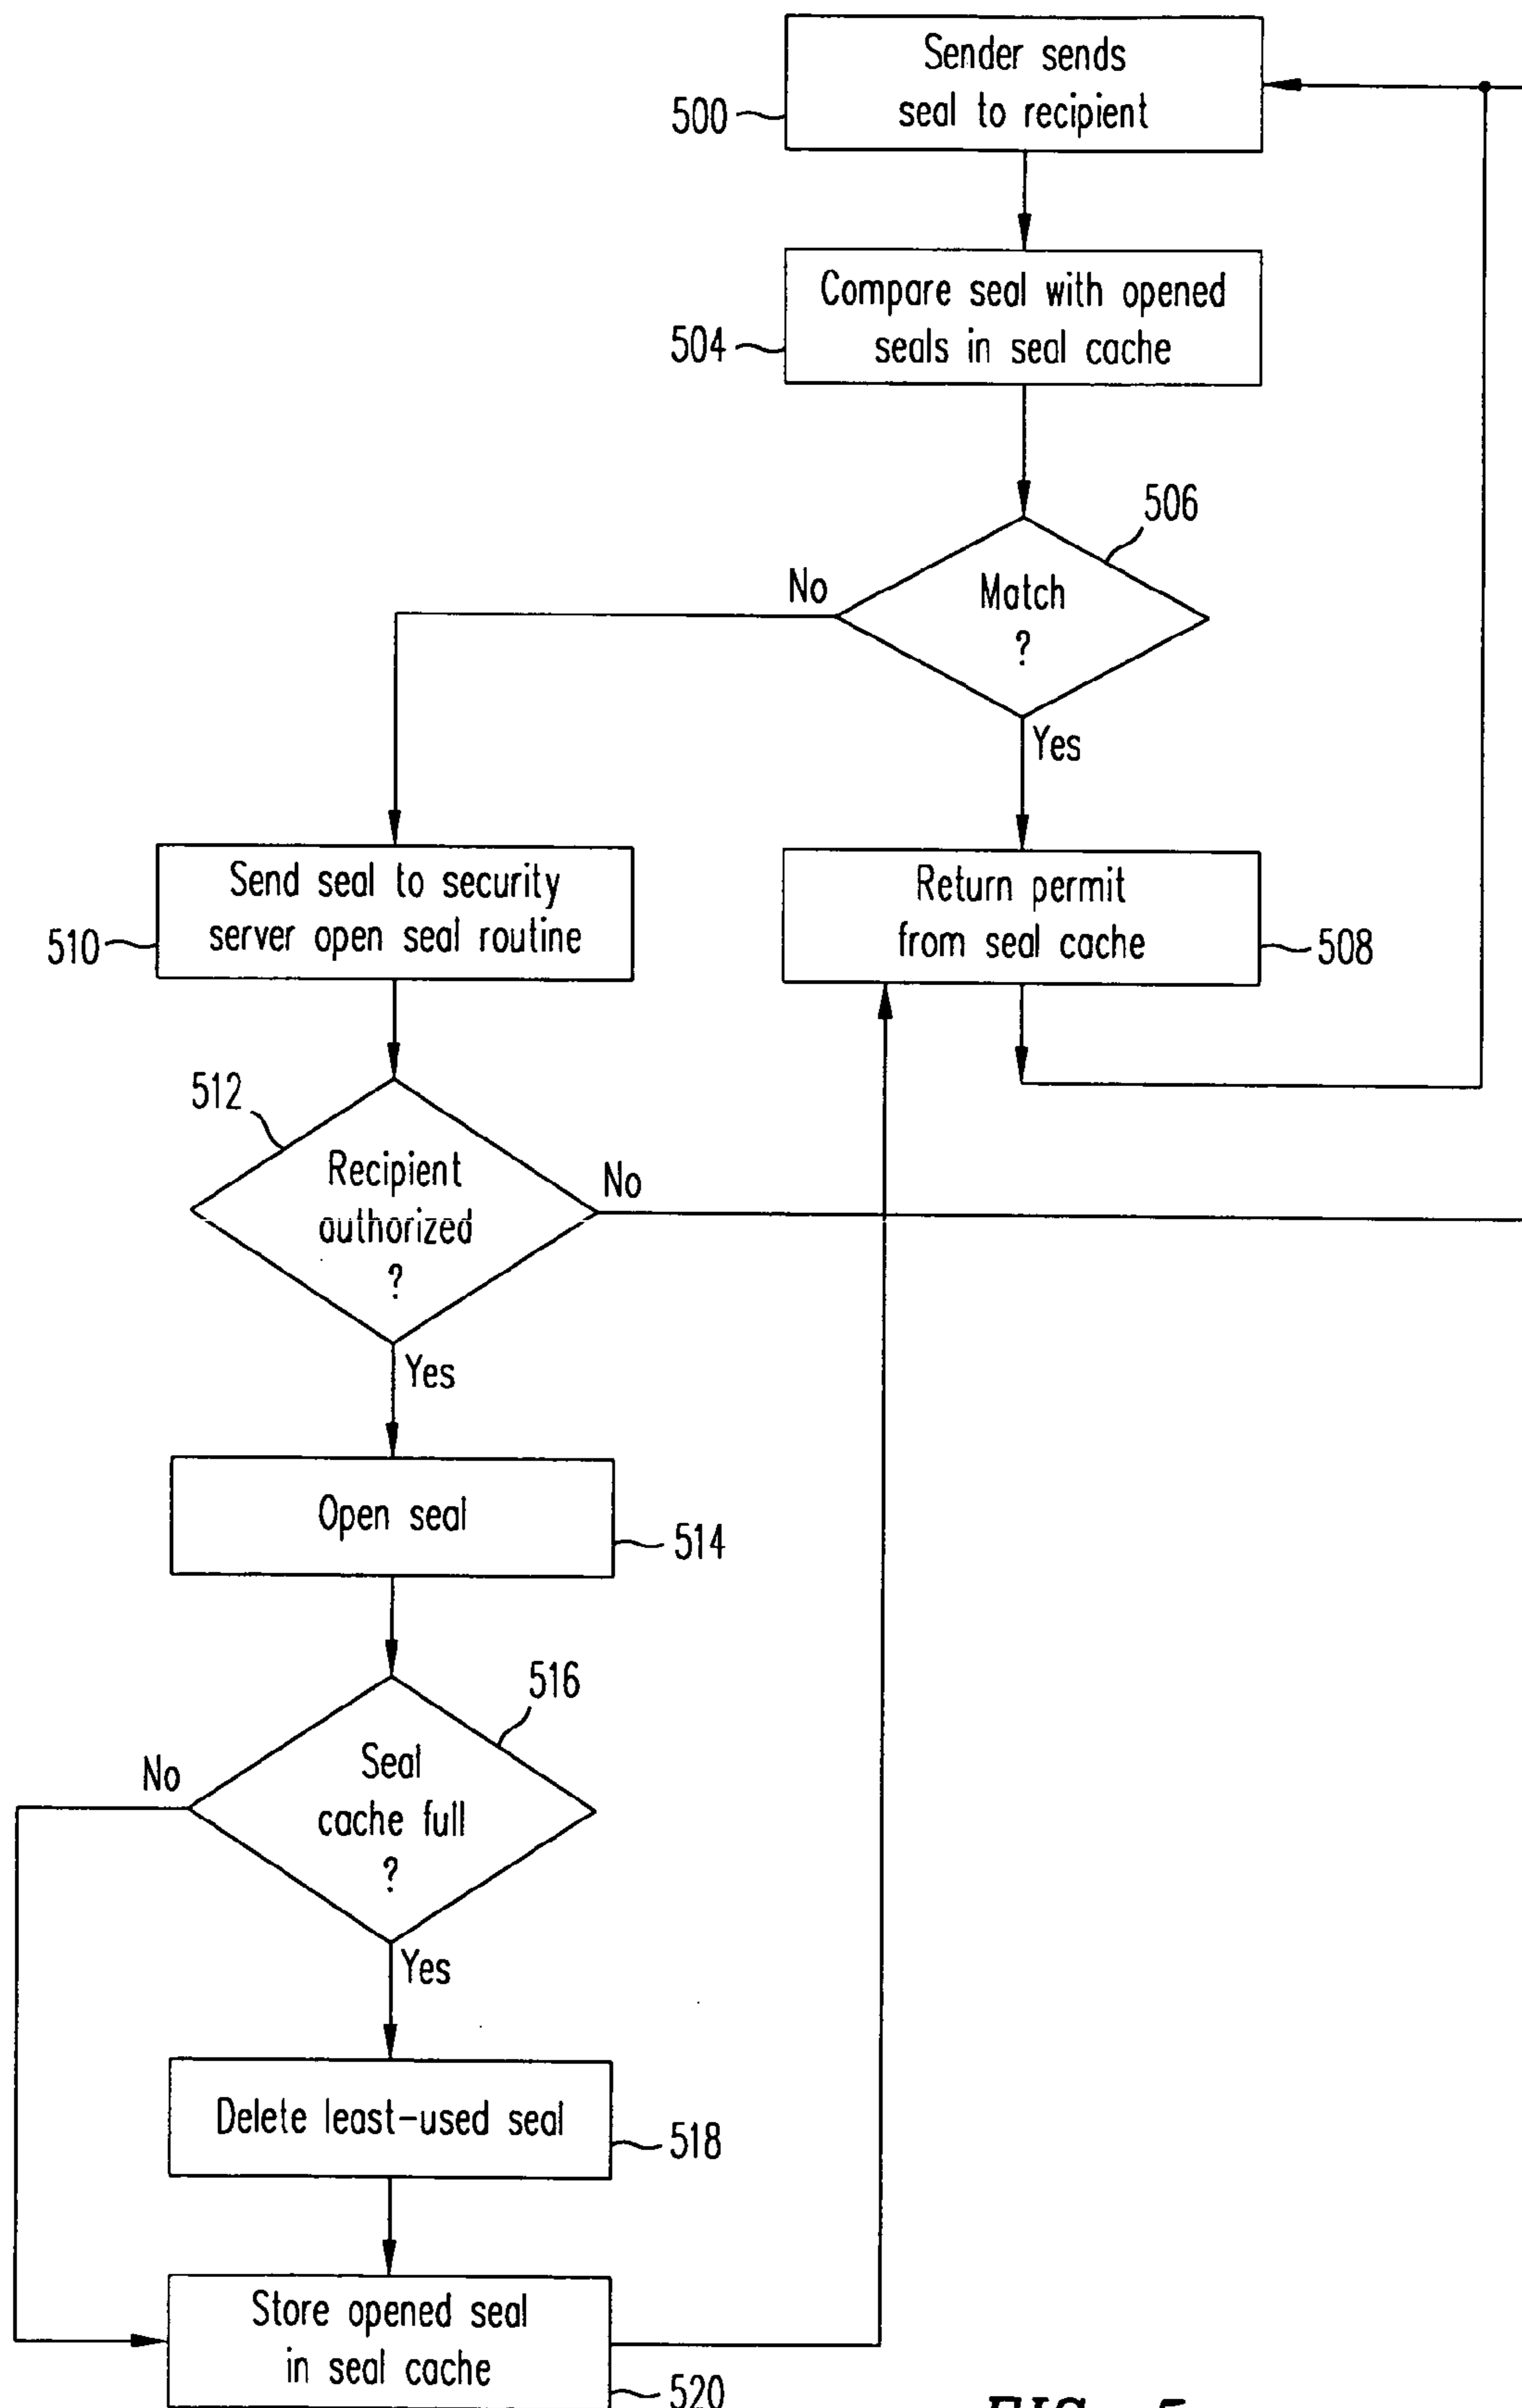 Sender sends
seal to recipient
500
Compare seal with opened
seals in seal cache
504
506
Match
?
No
Yes
Send seal to security
server open seal routine
510
Return permit
from seal cache
508
512
Recipient
authorized
?
No
Yes
Open seal
514
516
Seal
cache full
?
No
Yes
Delete least-used seal
518
Store opened seal
in seal cache
520
FIG. 5